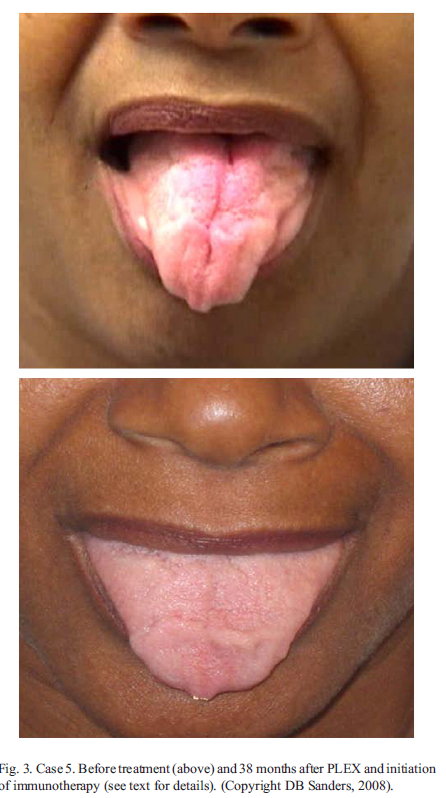 Fig. 3. Case 5. Before treatment (above) and 38 months after PLEX and initiation
of immunotherapy (see text for details). (Copyright DB Sanders, 2008).